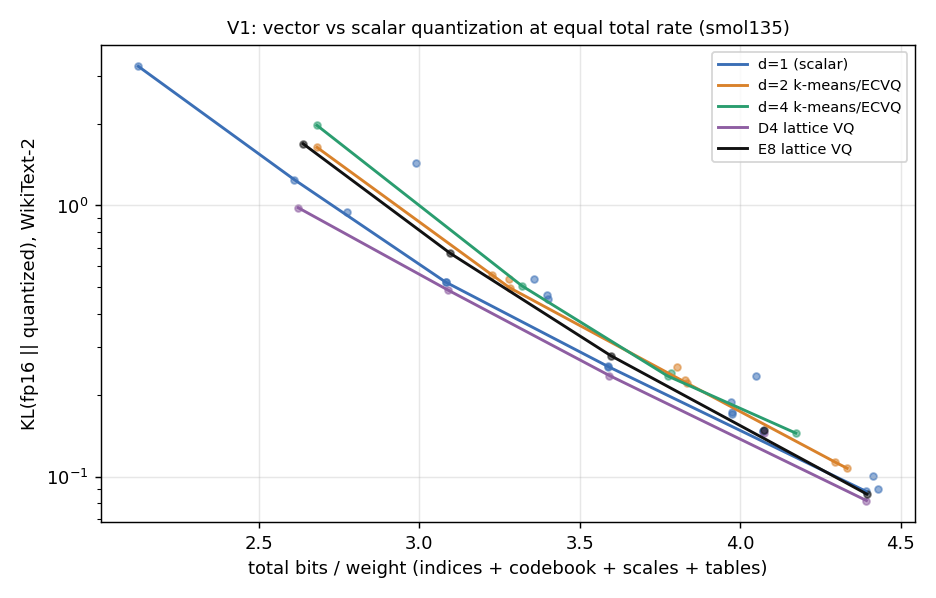 V1: vector vs scalar quantization at equal total rate (smol135)
KL(fp16 || quantized), WikiText-2
10⁰
10⁻¹
d=1 (scalar)
d=2 k-means/ECVQ
d=4 k-means/ECVQ
D4 lattice VQ
E8 lattice VQ
2.5
3.0
3.5
4.0
4.5
total bits / weight (indices + codebook + scales + tables)